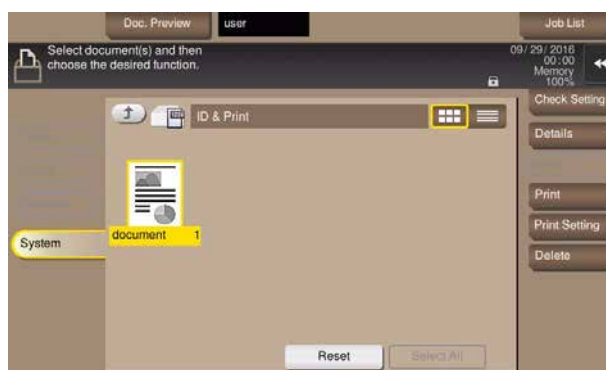 Doc. Preview
user
Job List
Select document(s) and then
choose the desired function.
09/29/2016
00:00
Memory
100%
Check Setting
ID & Print
Details
Print
Print Setting
Delete
System
document 1
Reset
Select All